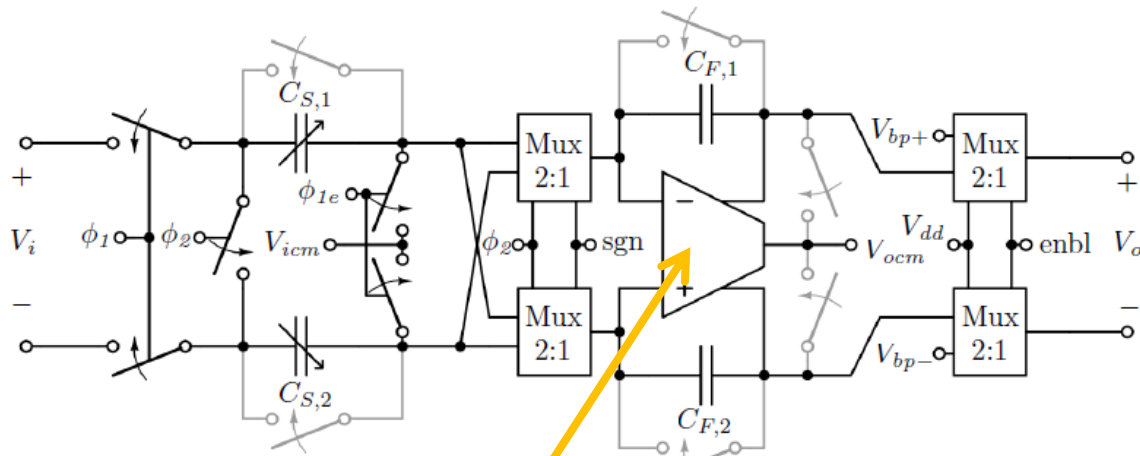 C_{S,1}
C_{F,1}
+
V_i
−
ϕ_1
ϕ_2
ϕ_{1e}
V_{icm}
C_{S,2}
Mux
2:1
ϕ_2
sgn
Mux
2:1
−
+
C_{F,2}
V_{ocm}
V_{bp+}
Mux
2:1
V_{dd}
enbl
Mux
2:1
V_{bp−}
+
V_o
−